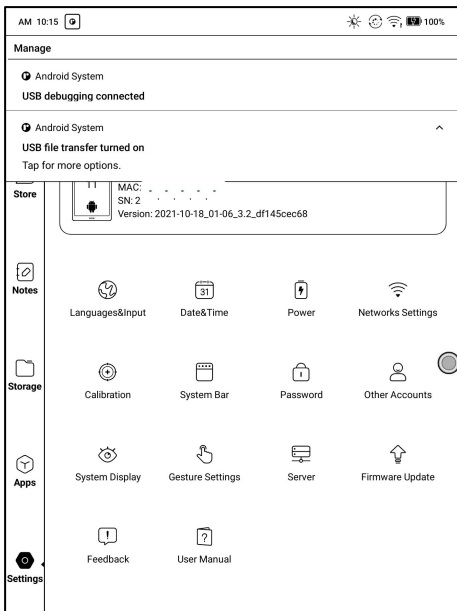 AM 10:15 100%
Manage
Android System
USB debugging connected
Android System
USB file transfer turned on
Tap for more options.
Store
11
MAC:
SN: 2
Version: 2021-10-18_01-06_3.2_df145cec68
Notes
31
Languages&Input Date&Time Power Networks Settings
Storage
Calibration System Bar Password Other Accounts
Apps
System Display Gesture Settings Server Firmware Update
Feedback User Manual
Settings